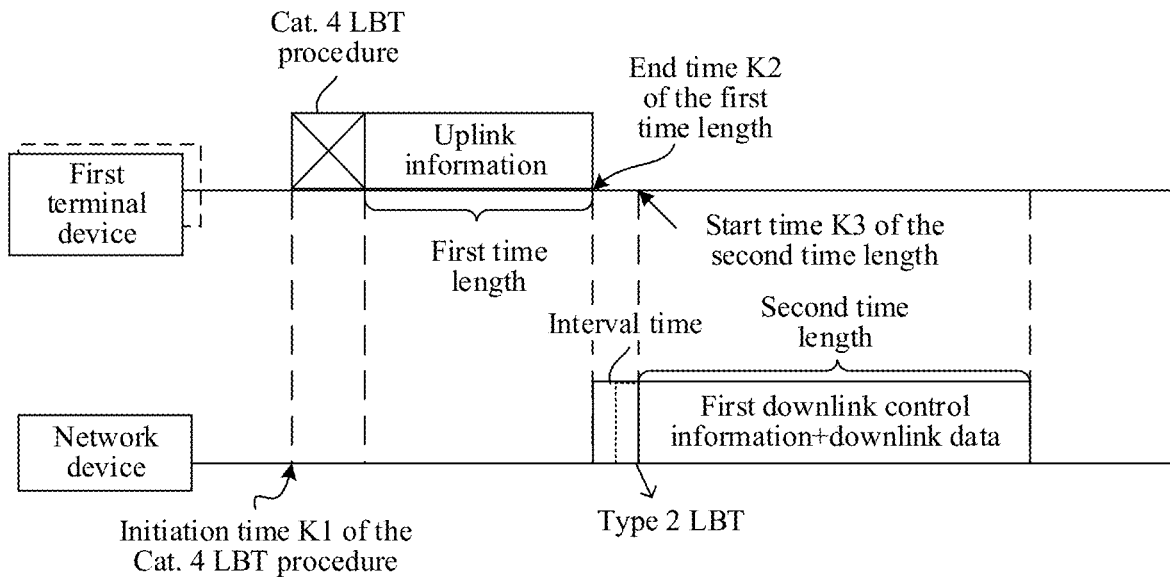 Cat. 4 LBT
procedure
End time K2
of the first
time length
Uplink
information
First
terminal
device
First time
length
Start time K3 of the
second time length
Interval time
Second time
length
First downlink control
information+downlink data
Network
device
Type 2 LBT
Initiation time K1 of the
Cat. 4 LBT procedure